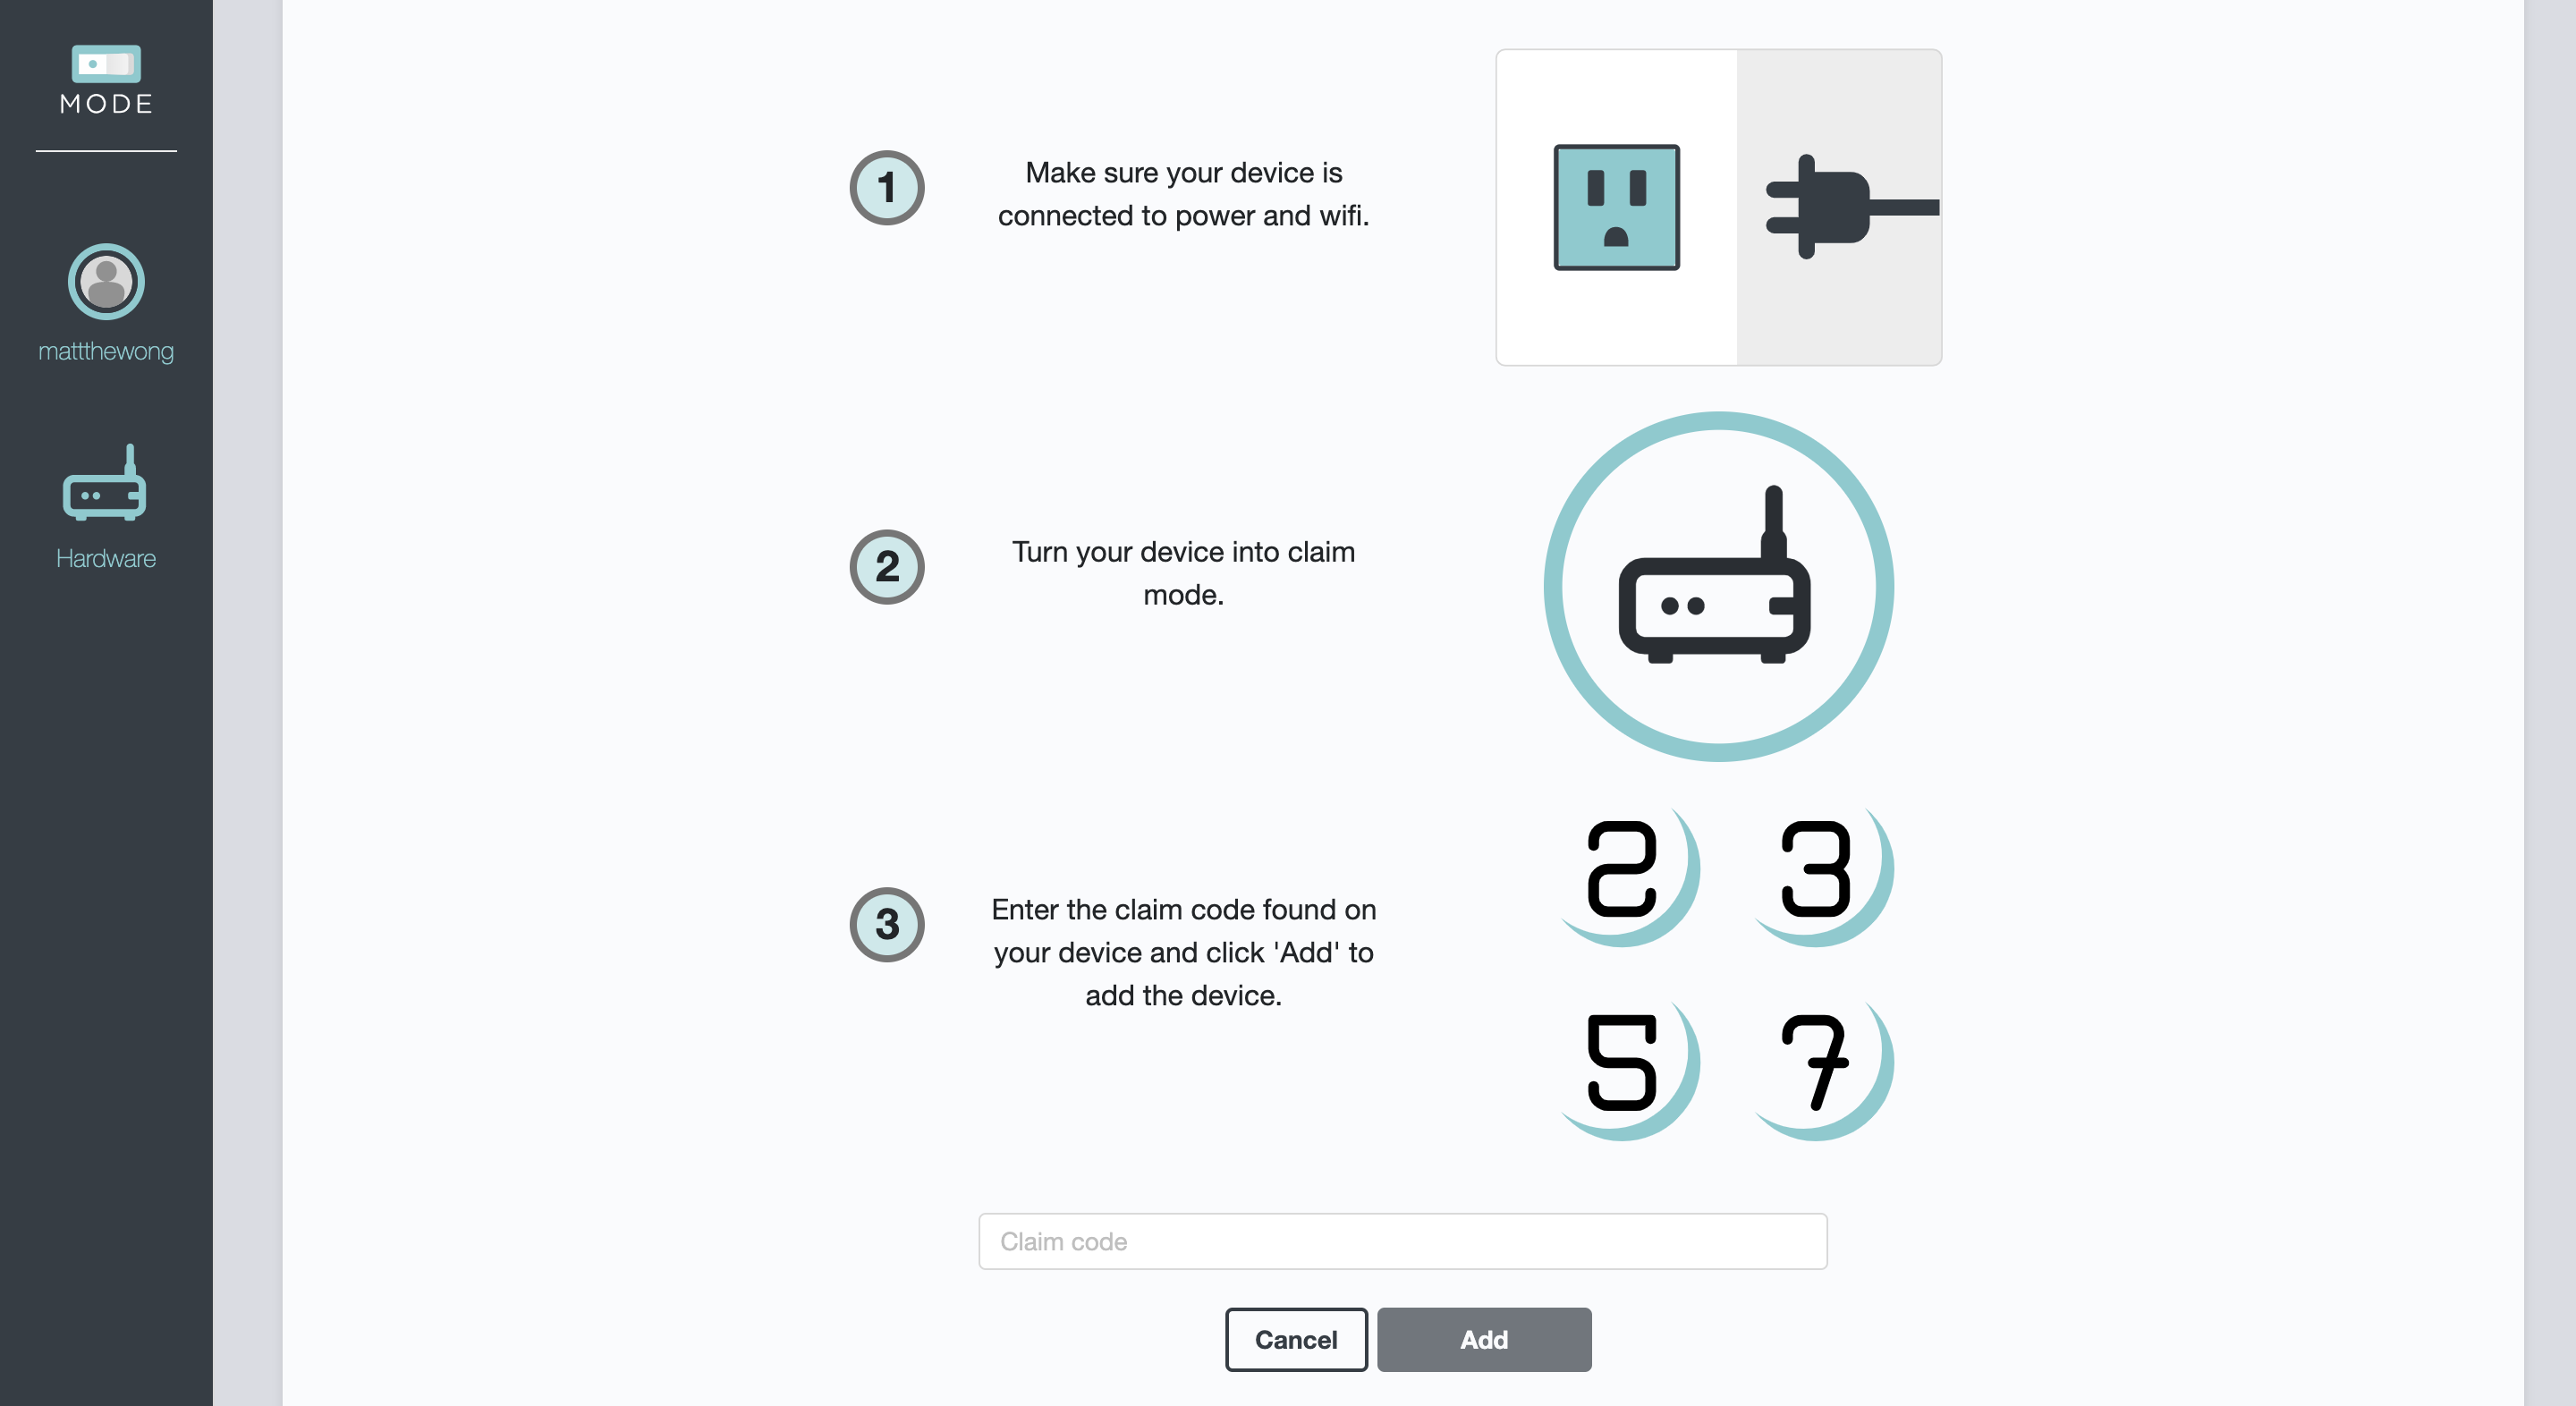 MODE
mattthewong
Hardware
1
Make sure your device is
connected to power and wifi.
2
Turn your device into claim
mode.
3
Enter the claim code found on
your device and click 'Add' to
add the device.
2 3
5 7
Claim code
Cancel
Add